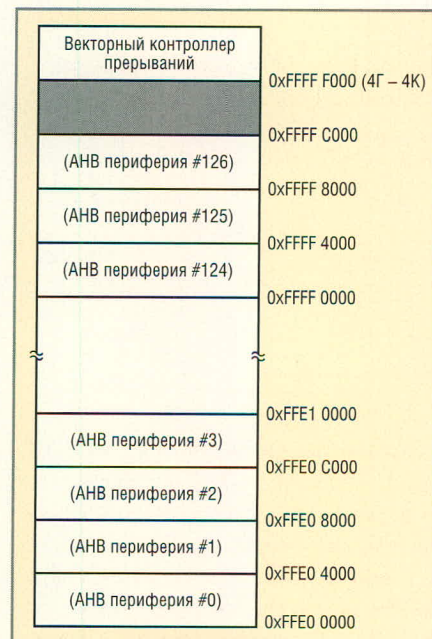 Векторный контроллер
прерываний
0xFFFF F000 (4Г – 4К)
0xFFFF C000
(AHB периферия #126)
0xFFFF 8000
(AHB периферия #125)
0xFFFF 4000
(AHB периферия #124)
0xFFFF 0000
0xFFE1 0000
(AHB периферия #3)
0xFFE0 C000
(AHB периферия #2)
0xFFE0 8000
(AHB периферия #1)
0xFFE0 4000
(AHB периферия #0)
0xFFE0 0000